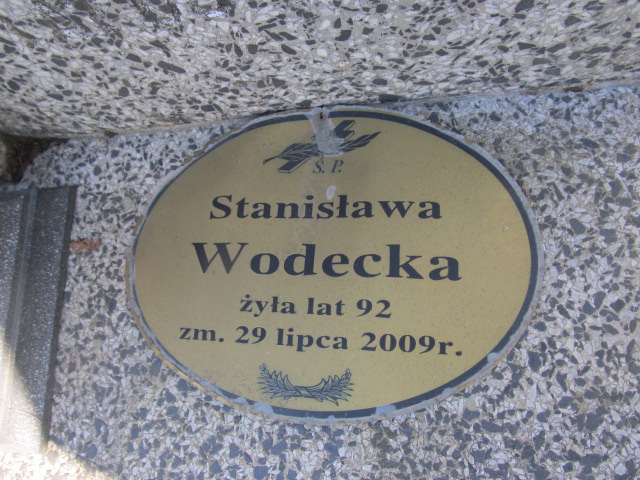 Ś.P.
Stanisława
Wodecka
żyła lat 92
zm. 29 lipca 2009r.